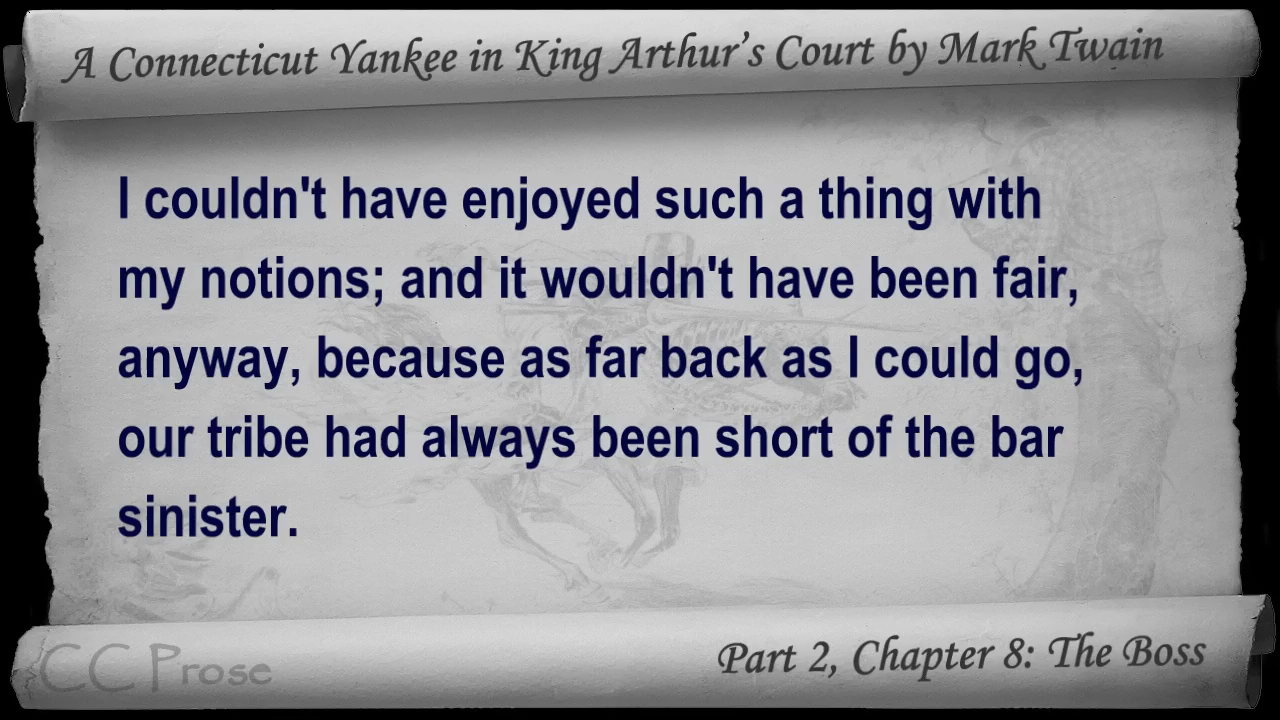 A Connecticut Yankee in King Arthur’s Court by Mark Twain
I couldn't have enjoyed such a thing with
my notions; and it wouldn't have been fair,
anyway, because as far back as I could go,
our tribe had always been short of the bar
sinister.
CC Prose
Part 2, Chapter 8: The Boss